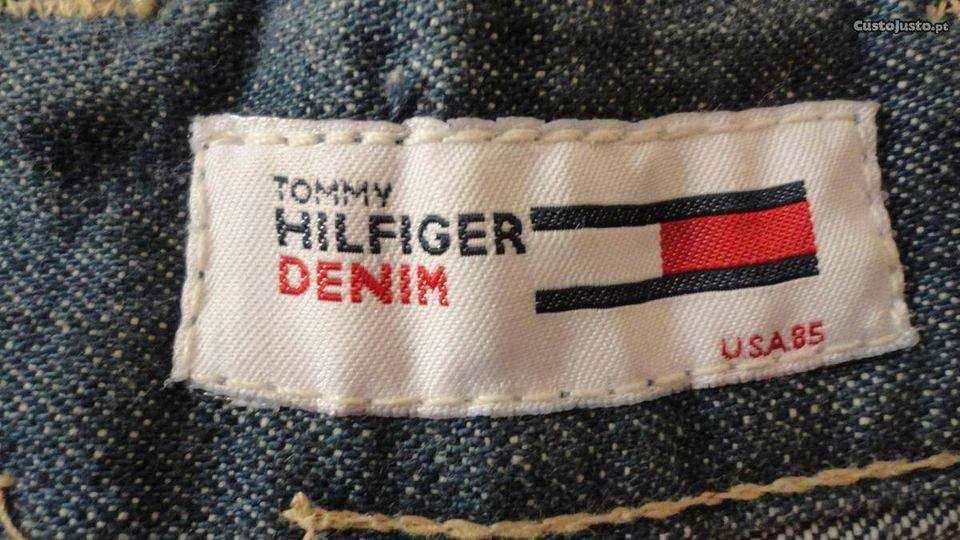 CustoJusto.pt
TOMMY
HILFIGER
DENIM
U.S.A.85